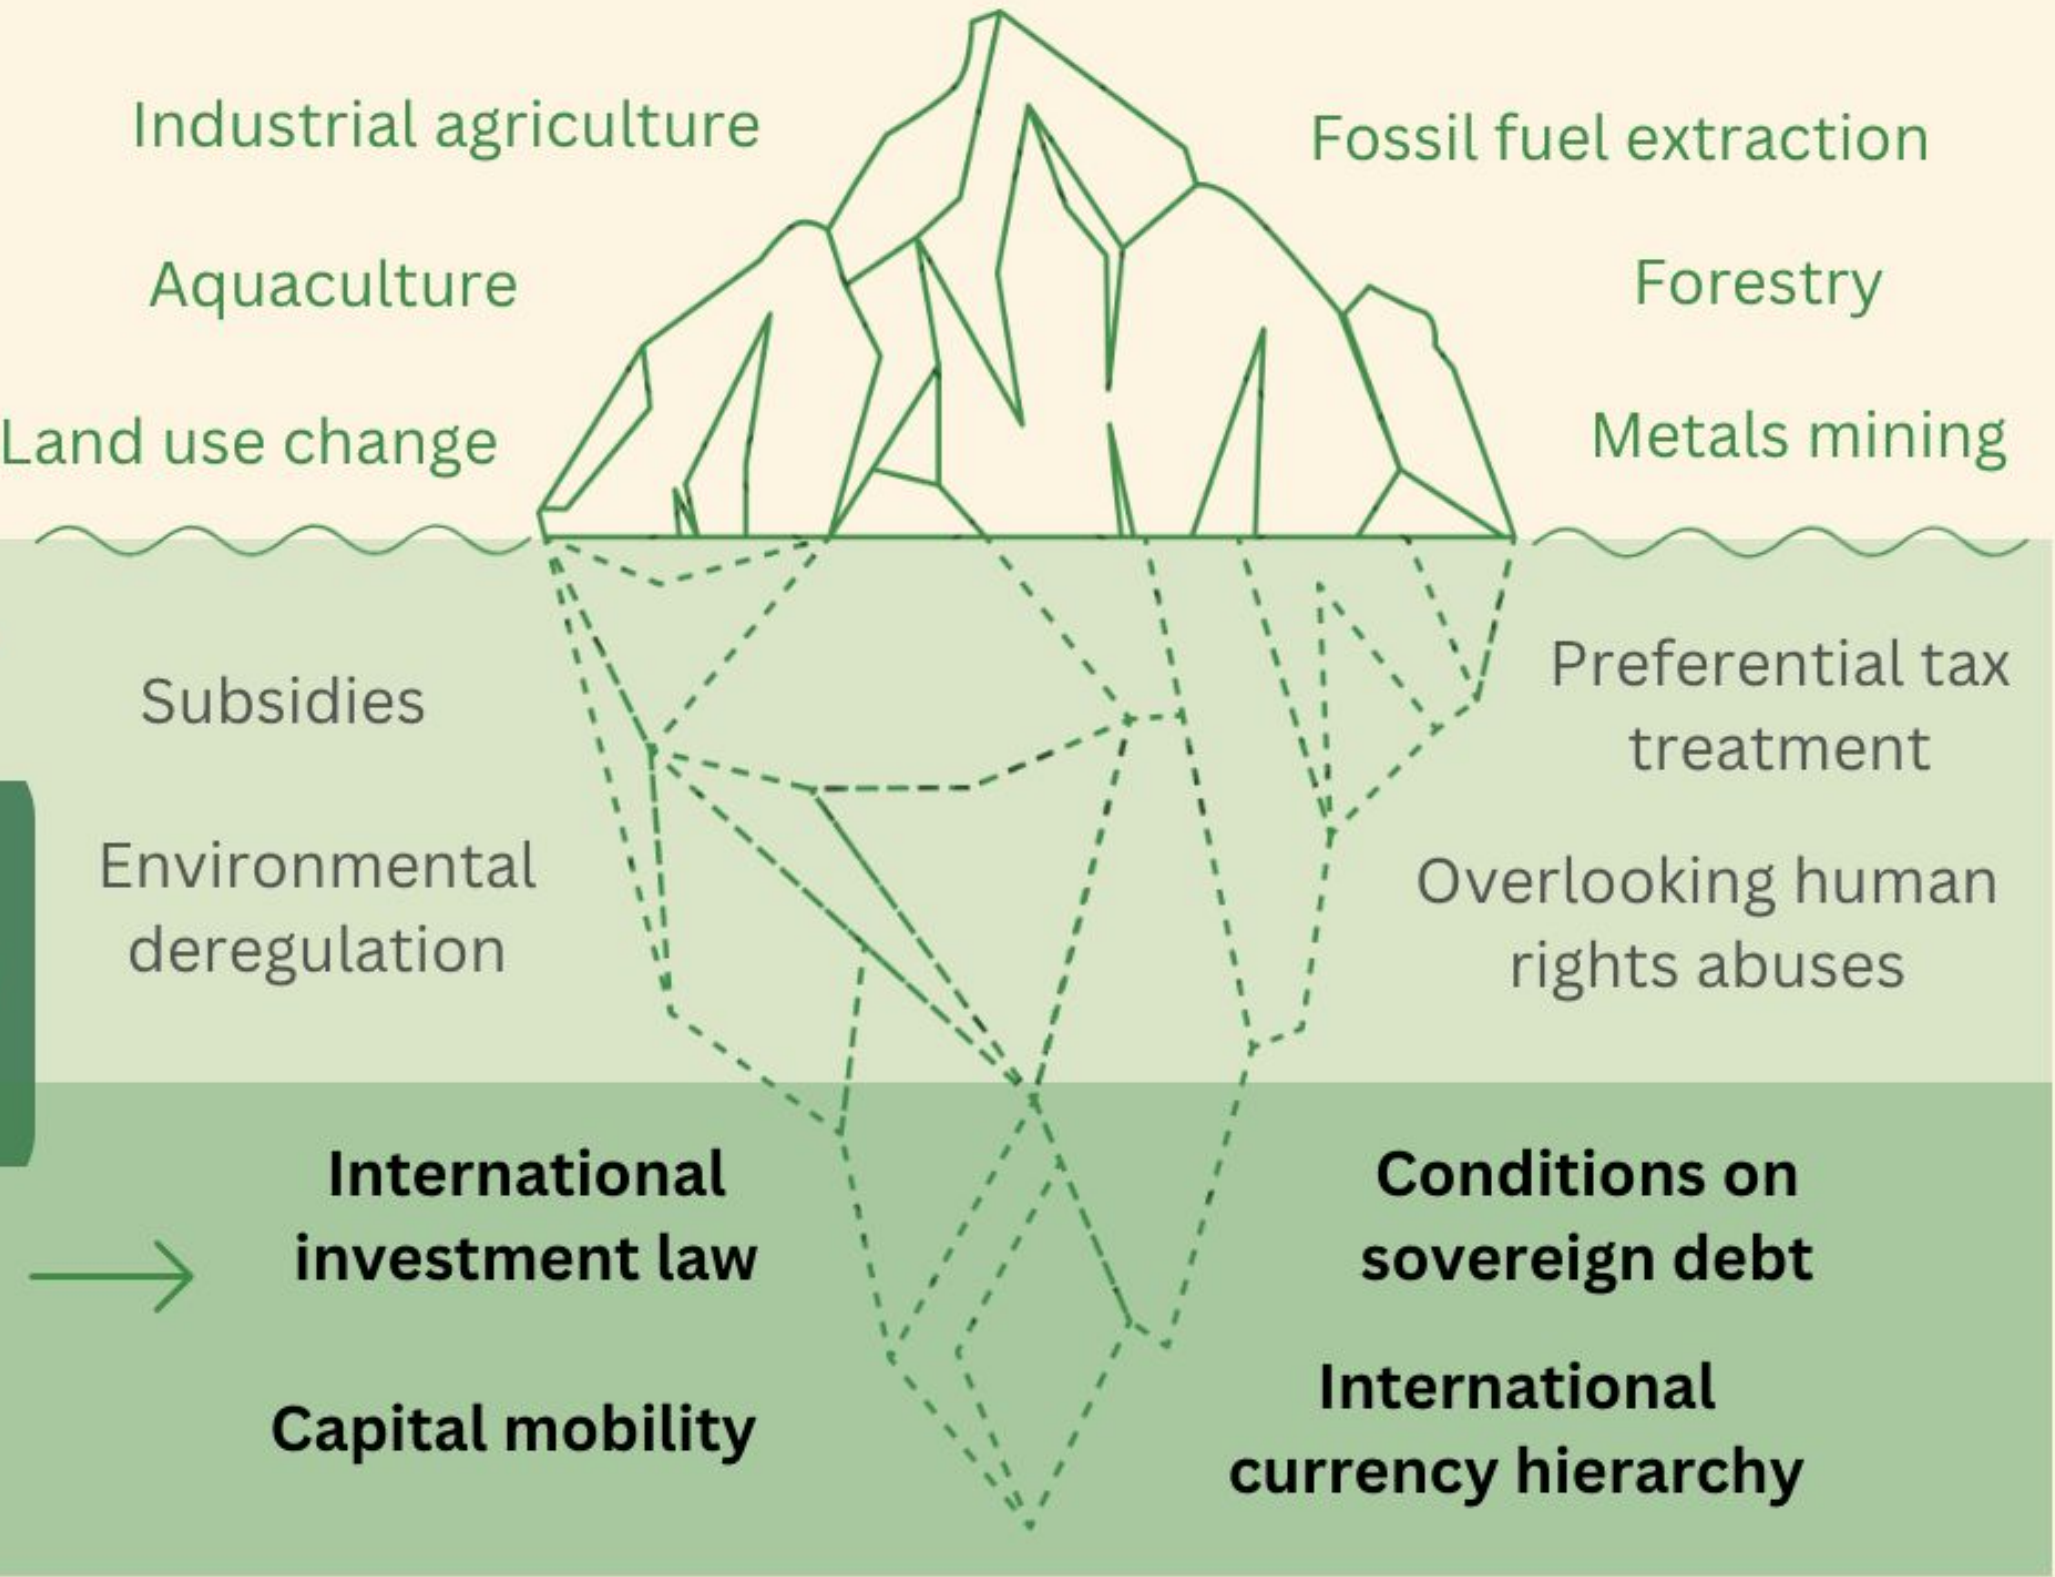 Industrial agriculture
Fossil fuel extraction
Aquaculture
Forestry
Land use change
Metals mining
Subsidies
Preferential tax
treatment
Environmental
deregulation
Overlooking human
rights abuses
International
investment law
Conditions on
sovereign debt
Capital mobility
International
currency hierarchy